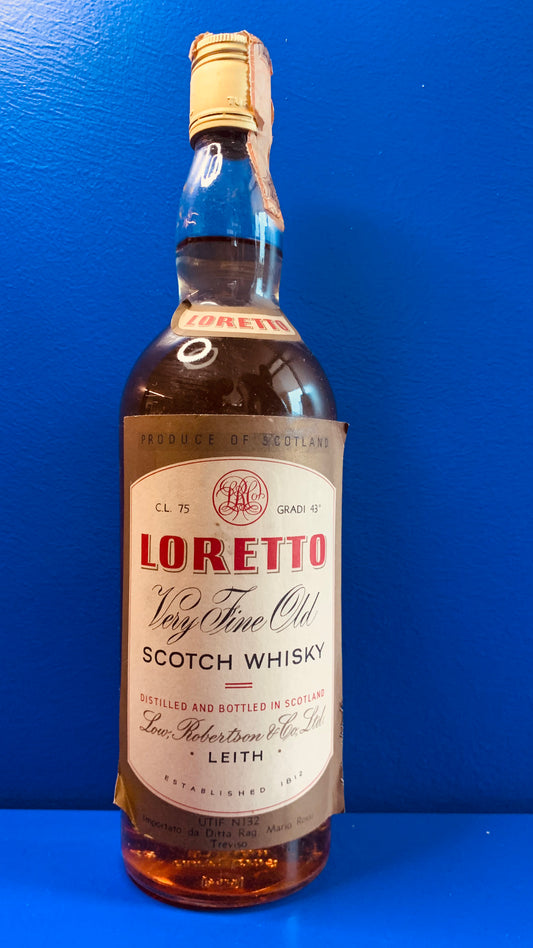 LORETTO
PRODUCE OF SCOTLAND
C.L. 75 GRADI 43°
LORETTO
Very Fine Old
SCOTCH WHISKY
DISTILLED AND BOTTLED IN SCOTLAND
Low, Robertson & Co, Ltd.
· LEITH ·
ESTABLISHED 1812
UTIF N132
Importato da Ditta Rag. Mario Rossi
Treviso